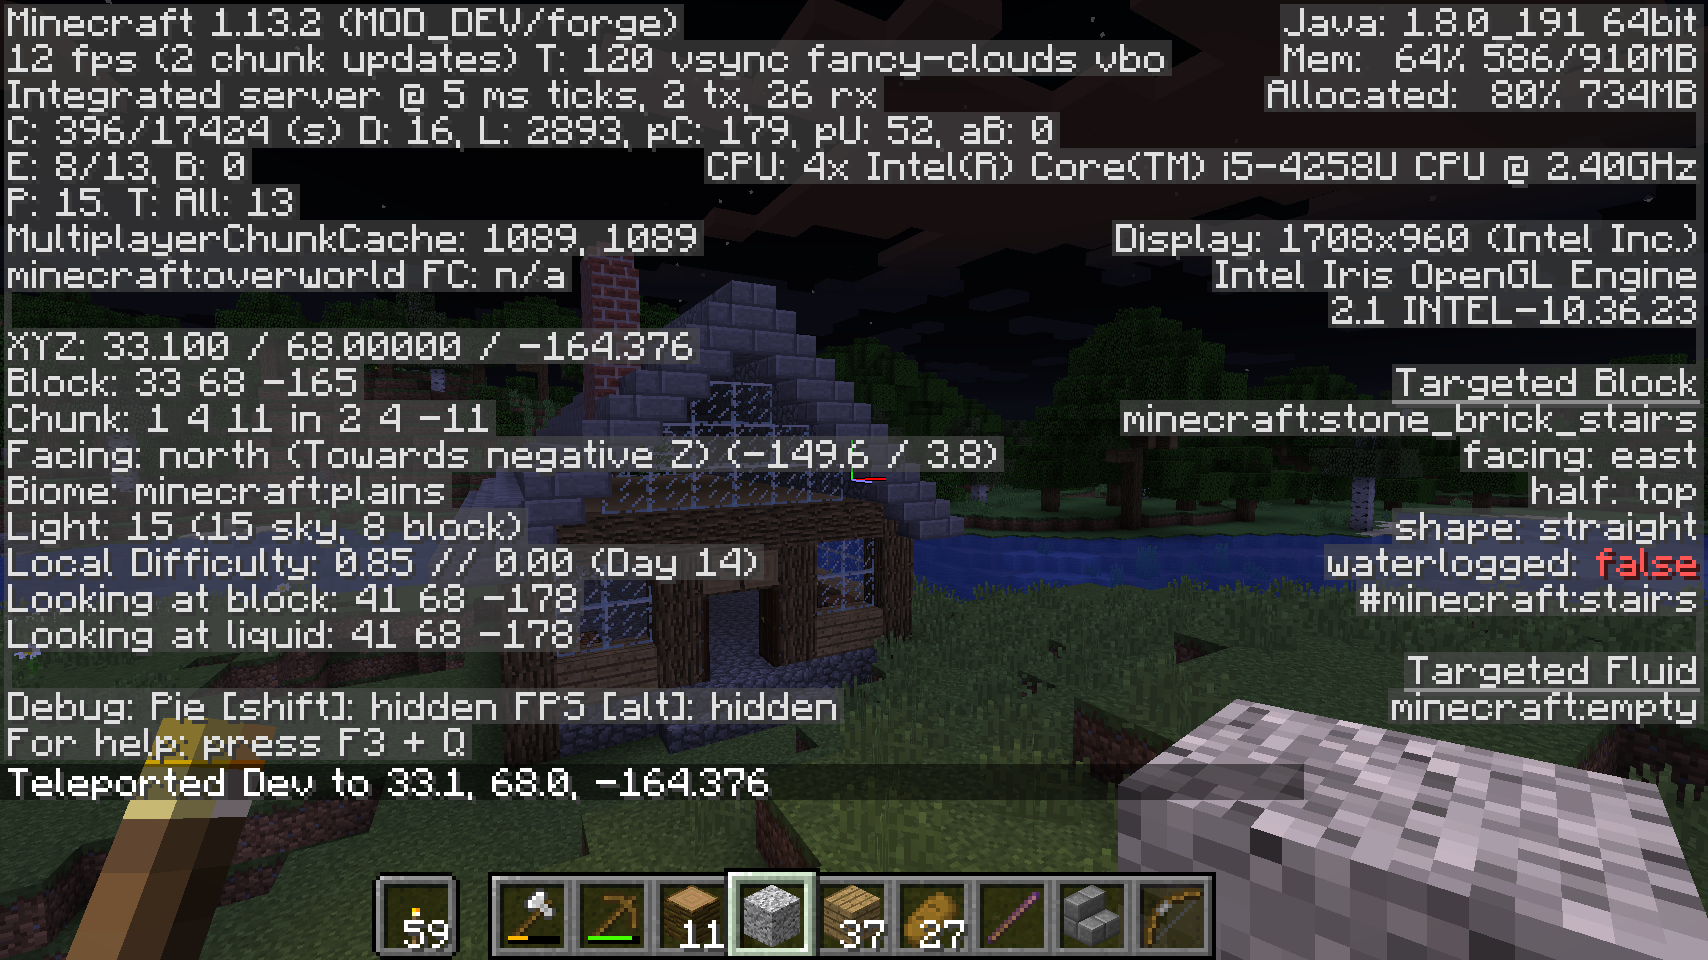 Minecraft 1.13.2 (MOD_DEV/forge)
12 fps (2 chunk updates) T: 120 vsync fancy-clouds vbo
Integrated server @ 5 ms ticks, 2 tx, 26 rx
C: 396/17424 (s) D: 16, L: 2893, pC: 179, pU: 52, aB: 0
E: 8/13, B: 0
P: 15. T: All: 13
MultiplayerChunkCache: 1089, 1089
minecraft:overworld FC: n/a
XYZ: 33.100 / 68.00000 / -164.376
Block: 33 68 -165
Chunk: 1 4 11 in 2 4 -11
Facing: north (Towards negative Z) (-149.6 / 3.8)
Biome: minecraft:plains
Light: 15 (15 sky, 8 block)
Local Difficulty: 0.85 // 0.00 (Day 14)
Looking at block: 41 68 -178
Looking at liquid: 41 68 -178
Debug: Pie [shift]: hidden FPS [alt]: hidden
For help: press F3 + Q
Teleported Dev to 33.1, 68.0, -164.376
Java: 1.8.0_191 64bit
Mem: 64% 586/910MB
Allocated: 80% 734MB
CPU: 4x Intel(R) Core(TM) i5-4258U CPU @ 2.40GHz
Display: 1708x960 (Intel Inc.)
Intel Iris OpenGL Engine
2.1 INTEL-10.36.23
Targeted Block
minecraft:stone_brick_stairs
facing: east
half: top
shape: straight
waterlogged: false
#minecraft:stairs
Targeted Fluid
minecraft:empty
59
11
37
27